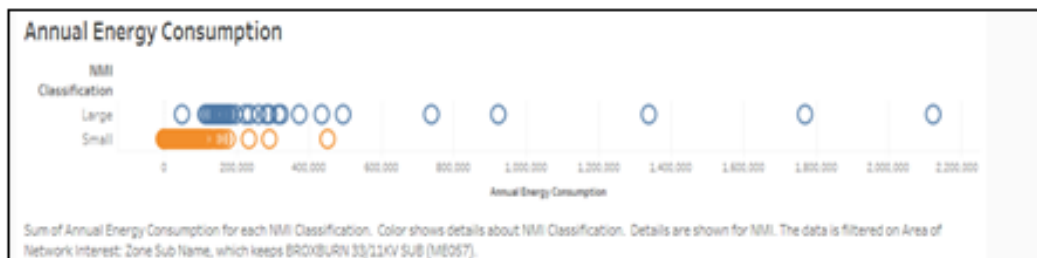 Annual Energy Consumption
NMI
Classification
Large
Small
0 200,000 400,000 600,000 800,000 1,000,000 1,200,000 1,400,000 1,600,000 1,800,000 2,000,000 2,200,000
Annual Energy Consumption
Sum of Annual Energy Consumption for each NMI Classification. Color shows details about NMI Classification. Details are shown for NMI. The data is filtered on Area of
Network Interest: Zone Sub Name, which keeps BROXBURN 33/11KV SUB (ME057).